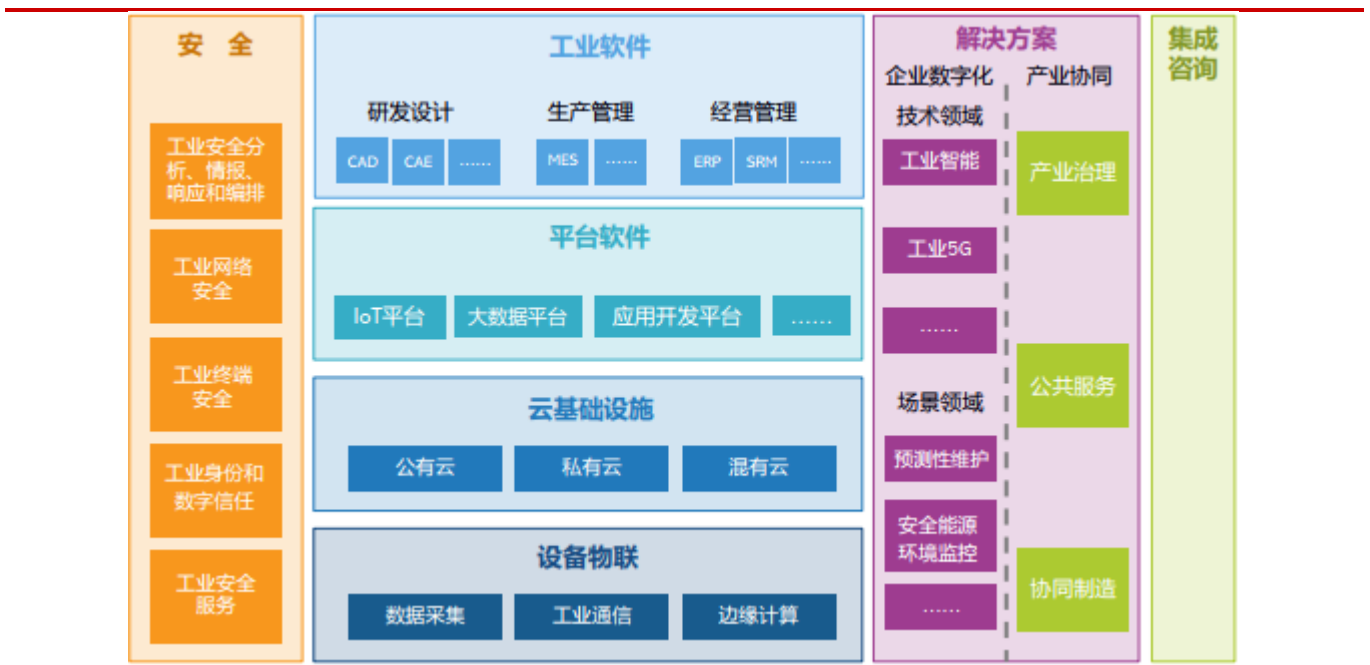 安 全
工业安全分
析、情报、
响应和编排
工业网络
安全
工业终端
安全
工业身份和
数字信任
工业安全
服务
工业软件
研发设计
生产管理
经营管理
CAD
CAE
……
MES
……
ERP
SRM
……
平台软件
IoT平台
大数据平台
应用开发平台
……
云基础设施
公有云
私有云
混有云
设备物联
数据采集
工业通信
边缘计算
解决方案
企业数字化
产业协同
技术领域
工业智能
工业5G
……
场景领域
预测性维护
安全能源
环境监控
……
产业治理
公共服务
协同制造
集成
咨询